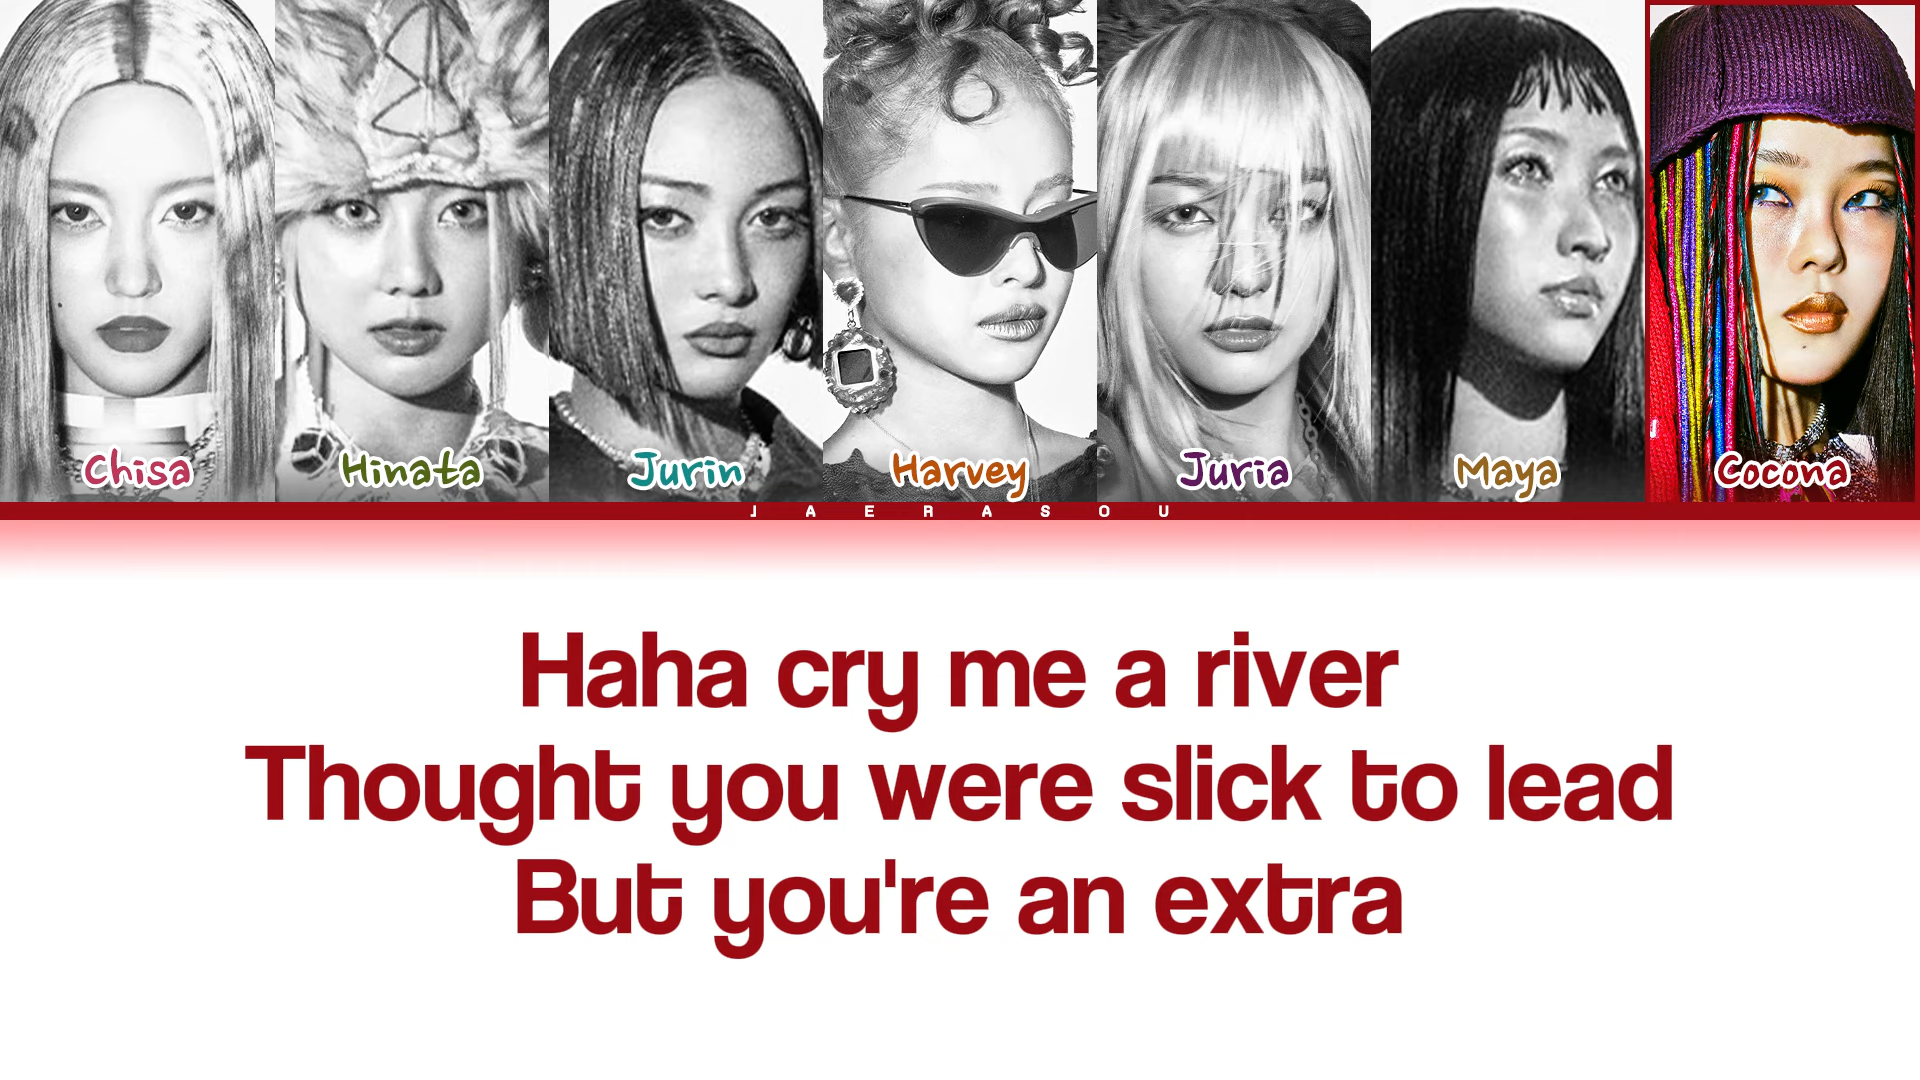 Chisa
Hinata
Jurin
Harvey
Juria
Maya
Cocona
JAERASOU
Haha cry me a river
Thought you were slick to lead
But you're an extra